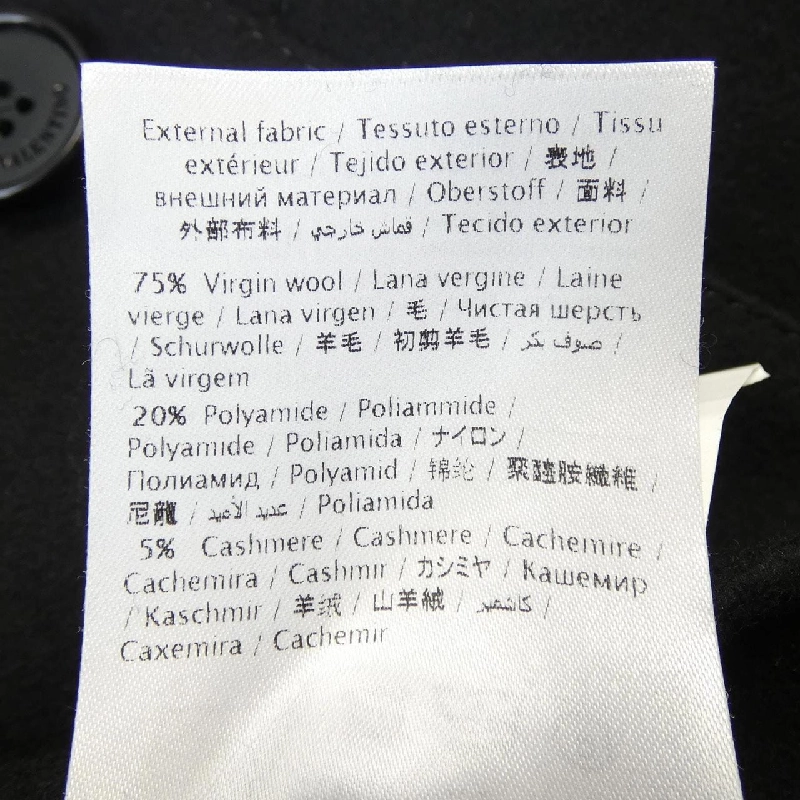 VALENTINO
External fabric / Tessuto esterno / Tissu
extérieur / Tejido exterior / 表地 /
внешний материал / Oberstoff / 面料 /
外部布料 / قماش خارجي / Tecido exterior
75% Virgin wool / Lana vergine / Laine
vierge / Lana virgen / 毛 / Чистая шерсть
/ Schurwolle / 羊毛 / 初剪羊毛 / صوف بكر /
Lã virgem
20% Polyamide / Poliammide /
Polyamide / Poliamida / ナイロン /
Полиамид / Polyamid / 锦纶 / 聚醯胺纖維 /
尼龍 / عديد الأميد / Poliamida
5% Cashmere / Cashmere / Cachemire /
Cachemira / Cashmir / カシミヤ / Кашемир
/ Kaschmir / 羊绒 / 山羊絨 / كاشمير /
Caxemira / Cachemir